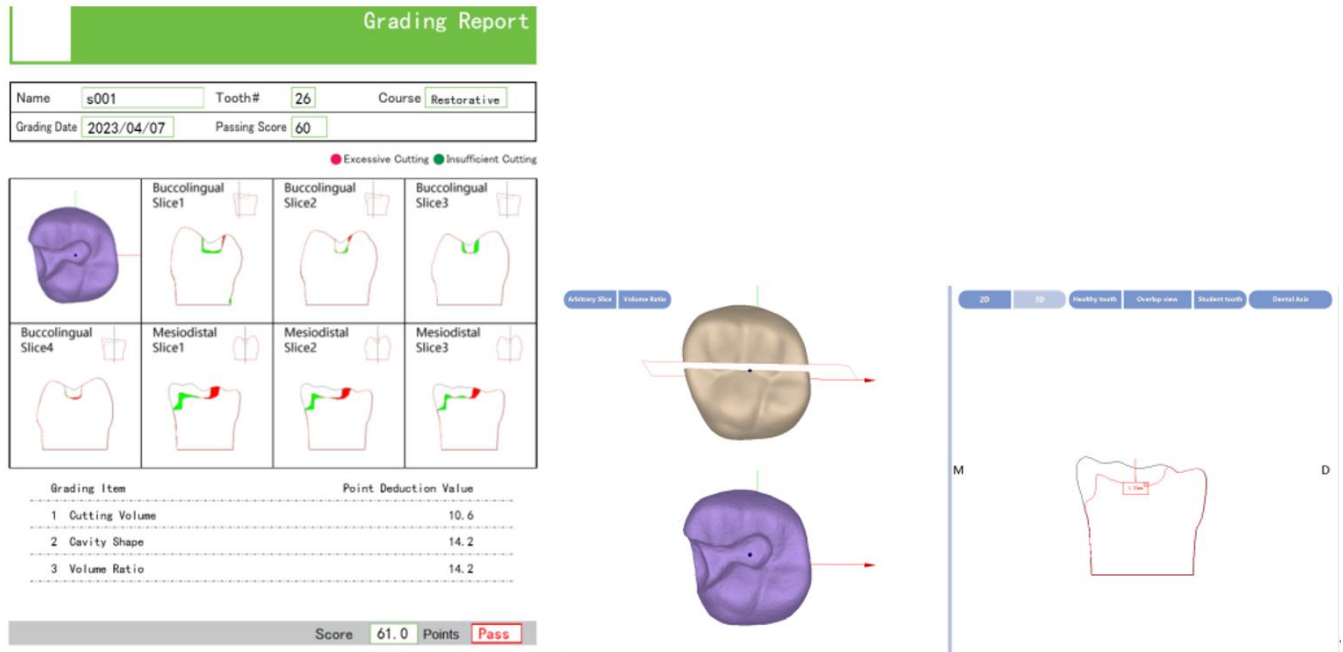 Grading Report
Name s001 Tooth# 26 Course Restorative
Grading Date 2023/04/07 Passing Score 60
Excessive Cutting Insufficient Cutting
Buccolingual Slice1
Buccolingual Slice2
Buccolingual Slice3
Buccolingual Slice4
Mesiodistal Slice1
Mesiodistal Slice2
Mesiodistal Slice3
Grading Item Point Deduction Value
1 Cutting Volume 10.6
2 Cavity Shape 14.2
3 Volume Ratio 14.2
Score 61.0 Points Pass
Arbitrary Slice Volume Ratio
2D 3D Healthy tooth Overlap view Student tooth Dental Axis
M D